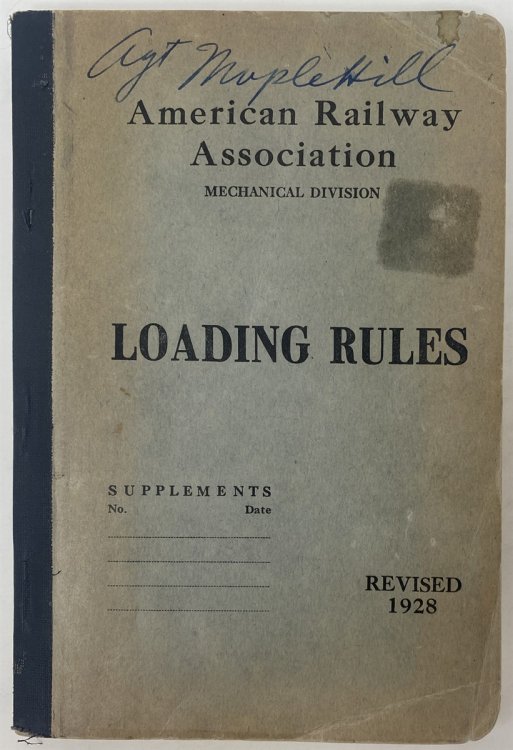 Agt Maple Hill
American Railway
Association
MECHANICAL DIVISION
LOADING RULES
SUPPLEMENTS
No. Date
REVISED
1928